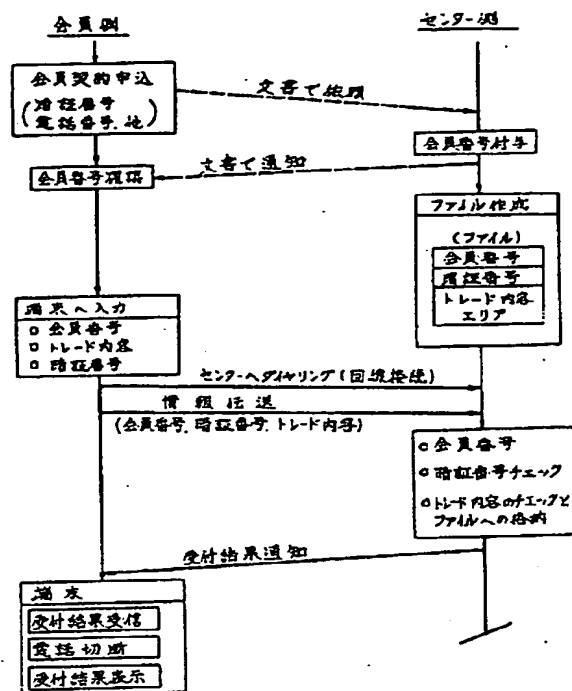 会員側
センター側
会員契約申込
(暗証番号
電話番号、他)
文書で依頼
会員番号付与
文書で通知
会員番号確認
ファイル作成
(ファイル)
会員番号
暗証番号
トレード内容
エリア
端末へ入力
□ 会員番号
□ トレード内容
□ 暗証番号
センターへダイヤリング(回線接続)
情報伝送
(会員番号、暗証番号、トレード内容)
○ 会員番号
○ 暗証番号チェック
○ トレード内容のチェックと
ファイルへの格納
受付結果通知
端末
受付結果受信
電話切断
受付結果表示